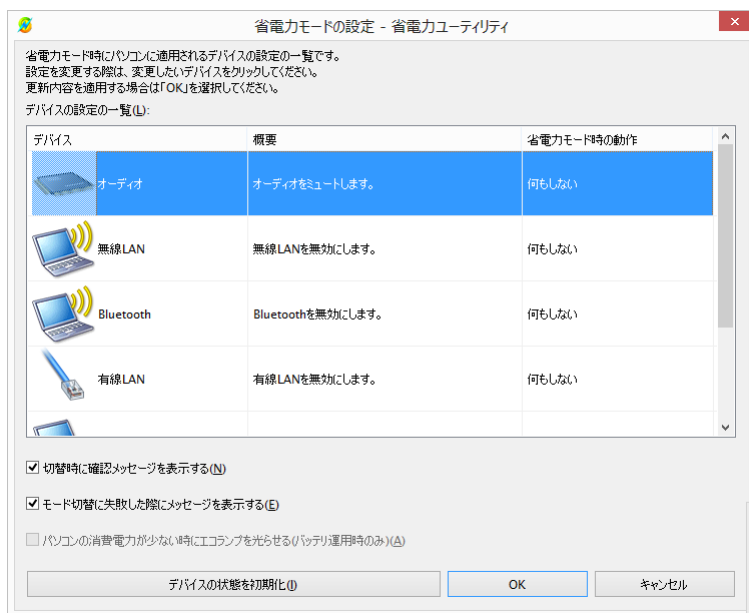 省電力モードの設定 - 省電力ユーティリティ
省電力モード時にパソコンに適用されるデバイスの設定の一覧です。
設定を変更する際は、変更したいデバイスをクリックしてください。
更新内容を適用する場合は「OK」を選択してください。
デバイスの設定の一覧(L):
デバイス 概要 省電力モード時の動作
オーディオ オーディオをミュートします。 何もしない
無線LAN 無線LANを無効にします。 何もしない
Bluetooth Bluetoothを無効にします。 何もしない
有線LAN 有線LANを無効にします。 何もしない
切替時に確認メッセージを表示する(N)
モード切替に失敗した際にメッセージを表示する(E)
パソコンの消費電力が少ない時にエコランプを光らせる(バッテリ運用時のみ)(A)
デバイスの状態を初期化(I) OK キャンセル